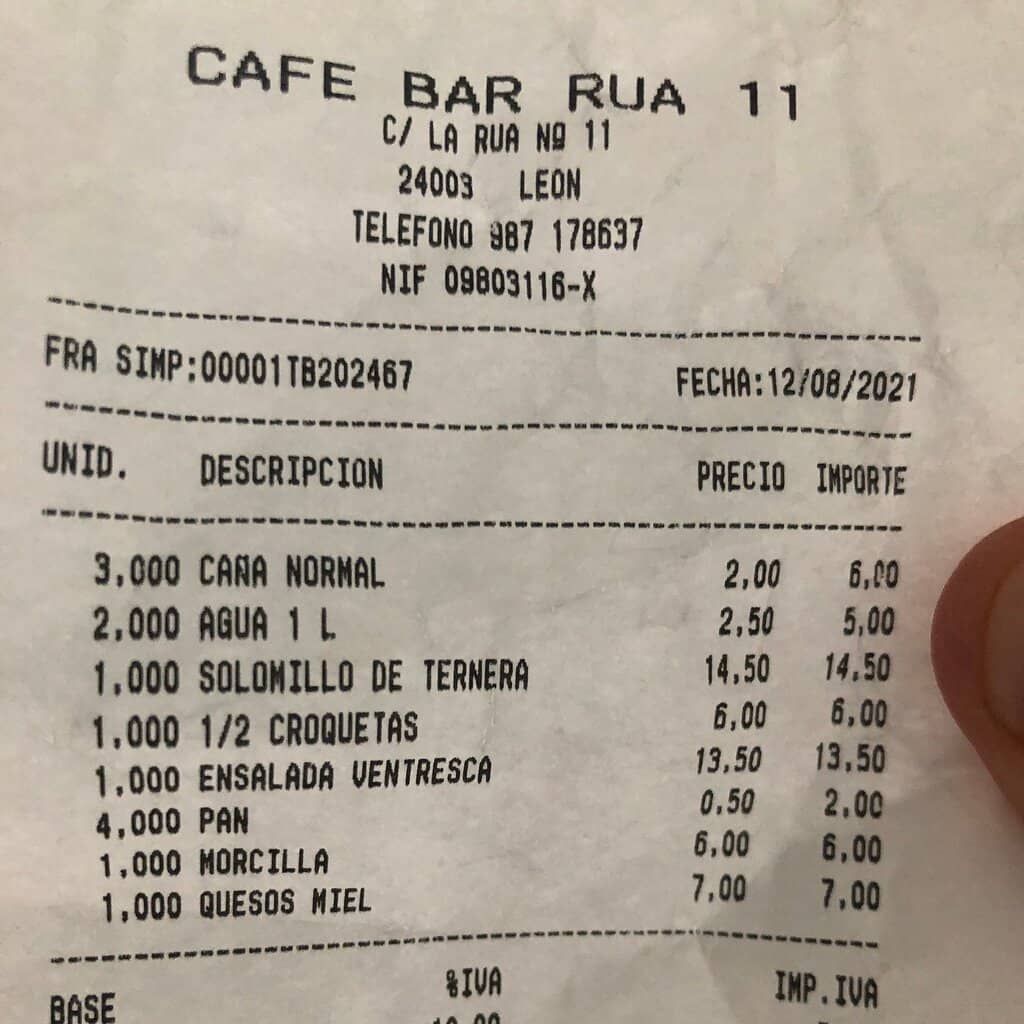 CAFE BAR RUA 11
C/ LA RUA Nº 11
24003 LEON
TELEFONO 987 178637
NIF 09803116-X
FRA SIMP:00001TB202467 FECHA:12/08/2021
UNID. DESCRIPCION PRECIO IMPORTE
3,000 CAÑA NORMAL 2,00 6,00
2,000 AGUA 1 L 2,50 5,00
1,000 SOLOMILLO DE TERNERA 14,50 14,50
1,000 1/2 CROQUETAS 6,00 6,00
1,000 ENSALADA VENTRESCA 13,50 13,50
4,000 PAN 0,50 2,00
1,000 MORCILLA 6,00 6,00
1,000 QUESOS MIEL 7,00 7,00
BASE %IVA IMP.IVA